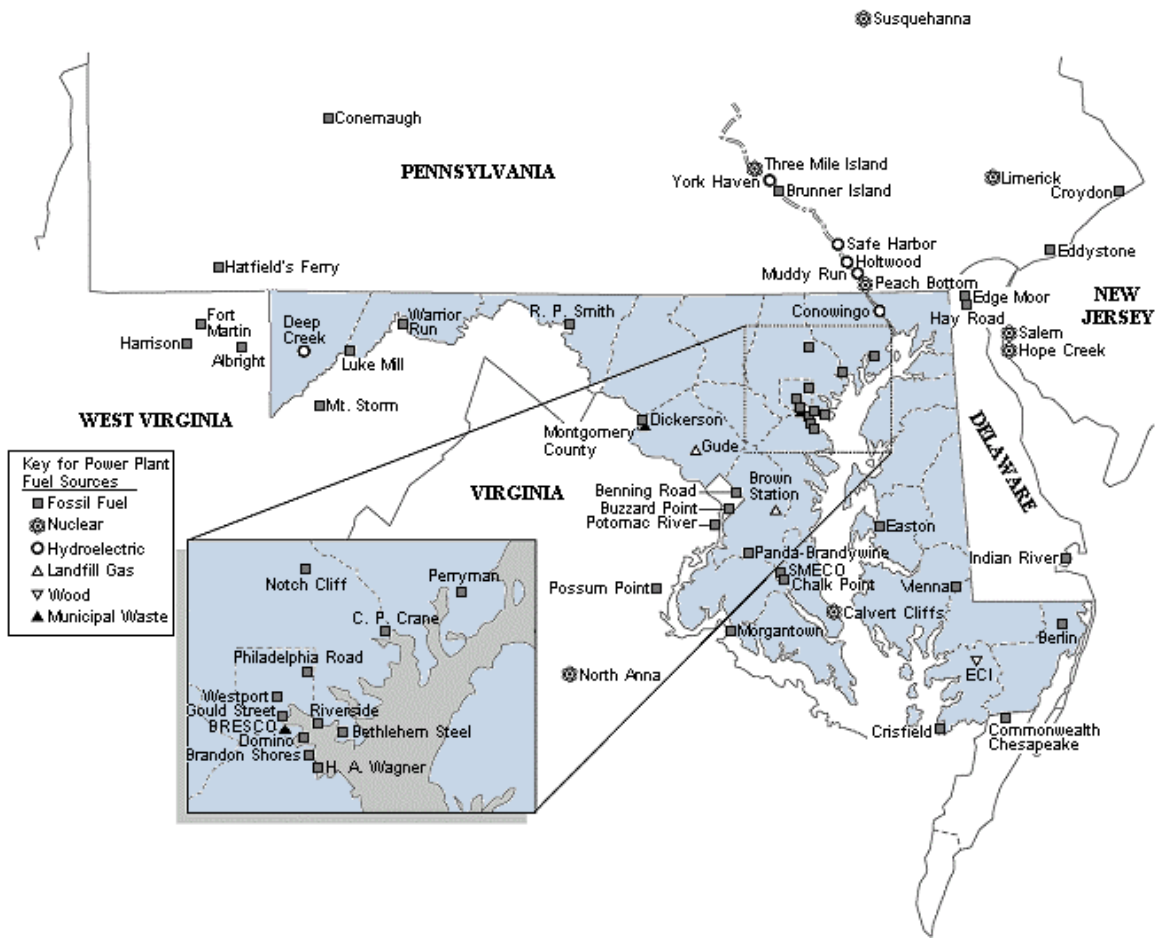 Susquehanna
Conemaugh
PENNSYLVANIA
Three Mile Island
York Haven
Brunner Island
Limerick
Croydon
Safe Harbor
Holtwood
Muddy Run
Peach Bottom
Eddystone
Hatfield's Ferry
Conowingo
Edge Moor
Hay Road
NEW
JERSEY
Fort
Martin
Harrison
Albright
Deep
Creek
Warrior
Run
Luke Mill
R. P. Smith
Salem
Hope Creek
Mt. Storm
WEST VIRGINIA
Montgomery
County
Dickerson
Gude
DELAWARE
Key for Power Plant
Fuel Sources
Fossil Fuel
Nuclear
Hydroelectric
Landfill Gas
Wood
Municipal Waste
VIRGINIA
Benning Road
Buzzard Point
Potomac River
Brown
Station
Easton
Panda-Brandywine
SMECO
Chalk Point
Indian River
Possum Point
Vienna
Calvert Cliffs
Morgantown
Berlin
North Anna
ECI
Crisfield
Commonwealth
Chesapeake
Notch Cliff
Perryman
C. P. Crane
Philadelphia Road
Westport
Gould Street
Riverside
BRESCO
Bethlehem Steel
Domino
Brandon Shores
H. A. Wagner